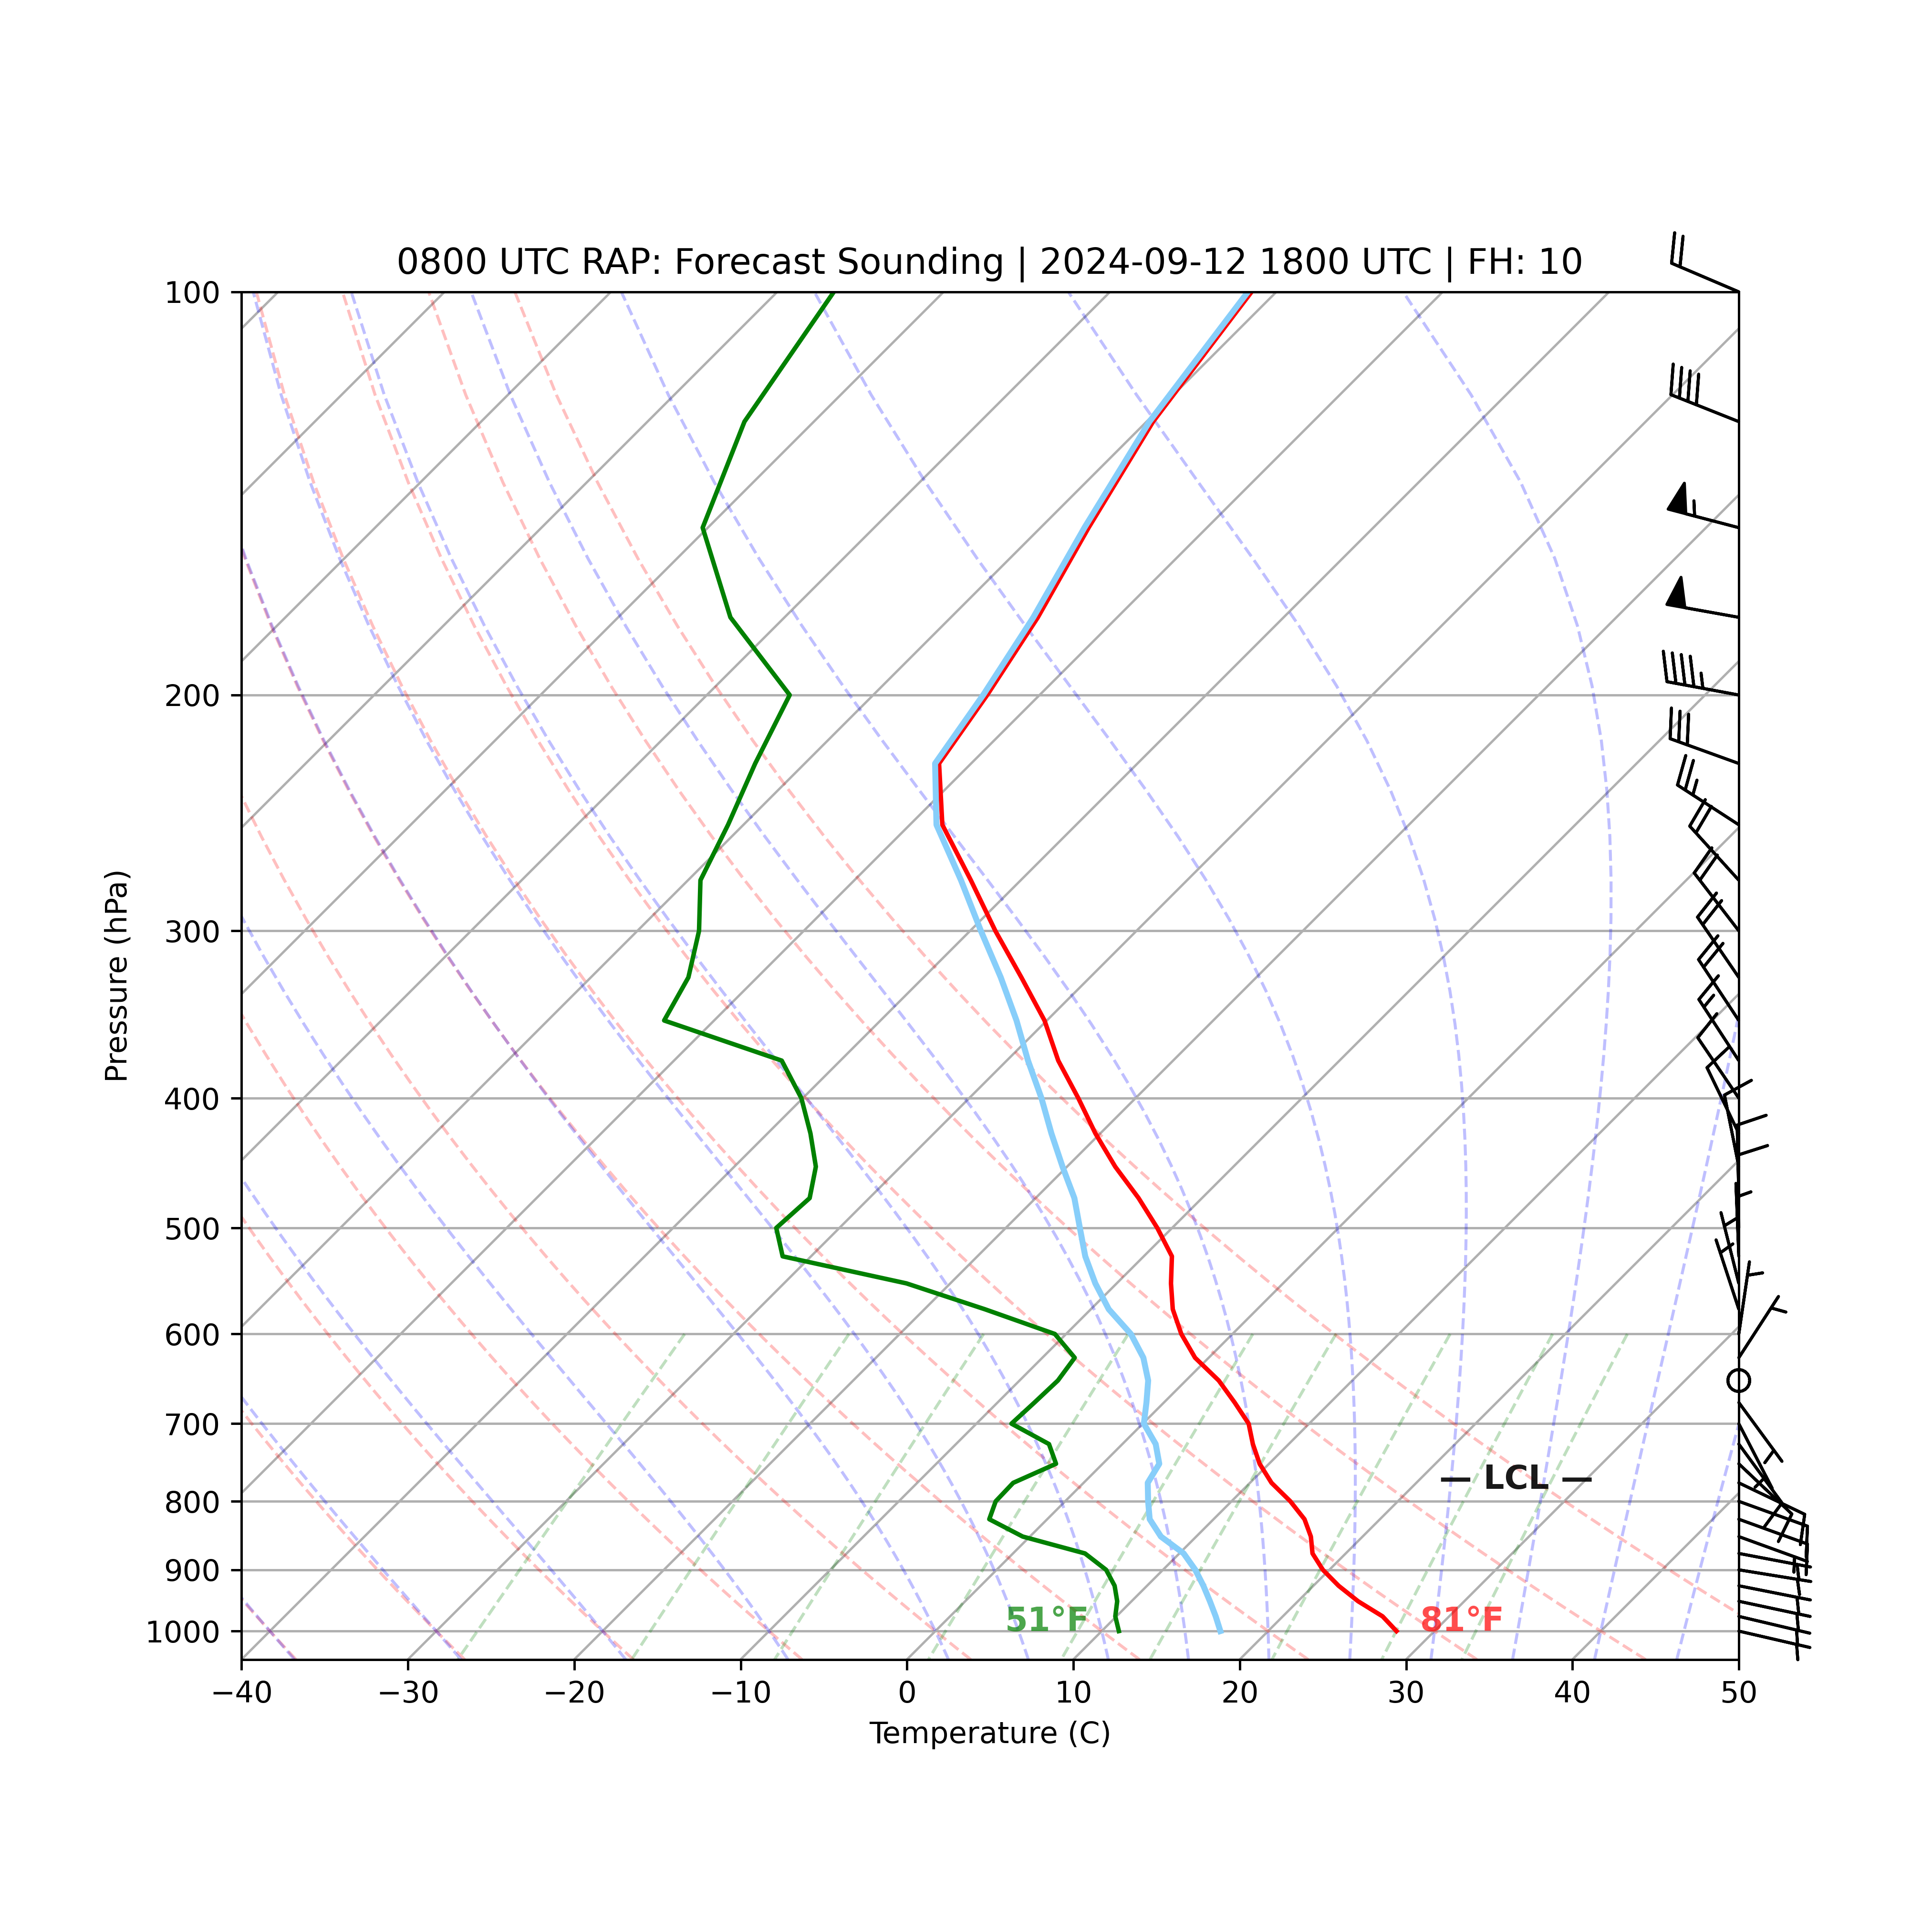 0800 UTC RAP: Forecast Sounding | 2024-09-12 1800 UTC | FH: 10
100
200
300
400
500
600
700
800
900
1000
Pressure (hPa)
— LCL —
51°F
81°F
−40 −30 −20 −10 0 10 20 30 40 50
Temperature (C)